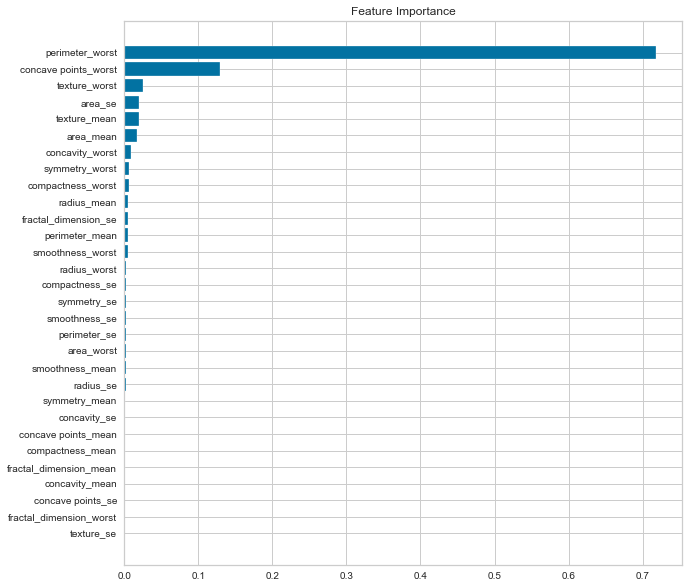 Feature Importance
perimeter_worst
concave points_worst
texture_worst
area_se
texture_mean
area_mean
concavity_worst
symmetry_worst
compactness_worst
radius_mean
fractal_dimension_se
perimeter_mean
smoothness_worst
radius_worst
compactness_se
symmetry_se
smoothness_se
perimeter_se
area_worst
smoothness_mean
radius_se
symmetry_mean
concavity_se
concave points_mean
compactness_mean
fractal_dimension_mean
concavity_mean
concave points_se
fractal_dimension_worst
texture_se
0.0 0.1 0.2 0.3 0.4 0.5 0.6 0.7